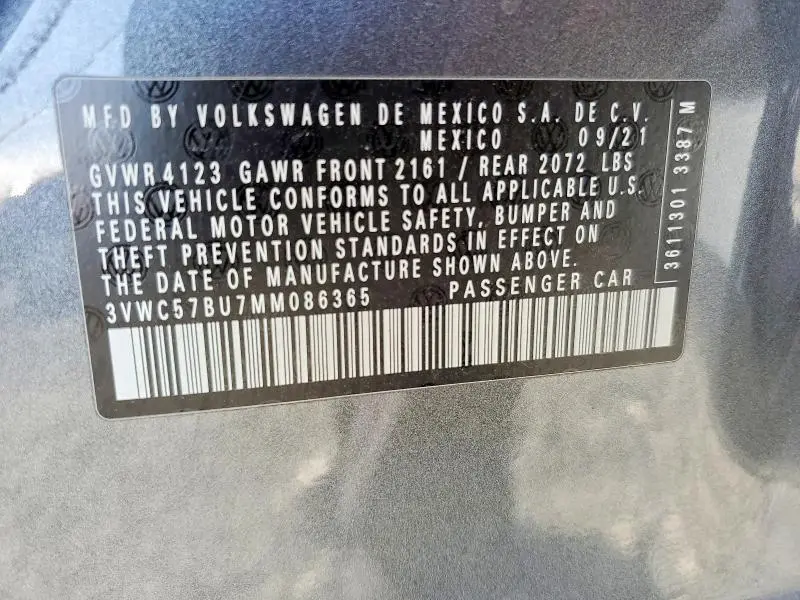 MFD BY VOLKSWAGEN DE MEXICO S.A. DE C.V.
MEXICO 09/21
GVWR 4123 GAWR FRONT 2161 / REAR 2072 LBS
THIS VEHICLE CONFORMS TO ALL APPLICABLE U.S.
FEDERAL MOTOR VEHICLE SAFETY, BUMPER AND
THEFT PREVENTION STANDARDS IN EFFECT ON
THE DATE OF MANUFACTURE SHOWN ABOVE.
3VWC57BU7MM086365 PASSENGER CAR
3611301 3387 M